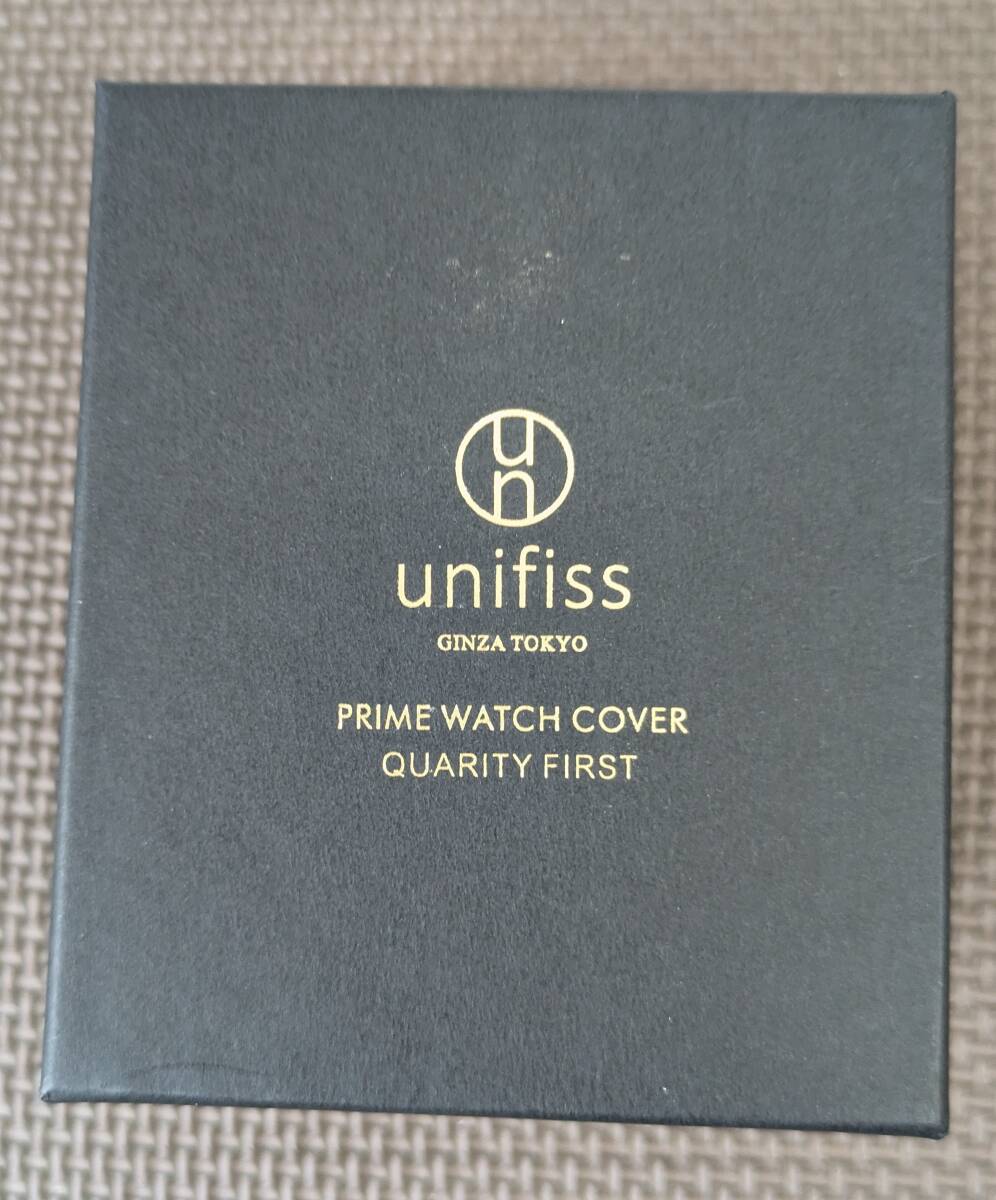 un
unifiss
GINZA TOKYO
PRIME WATCH COVER
QUARITY FIRST